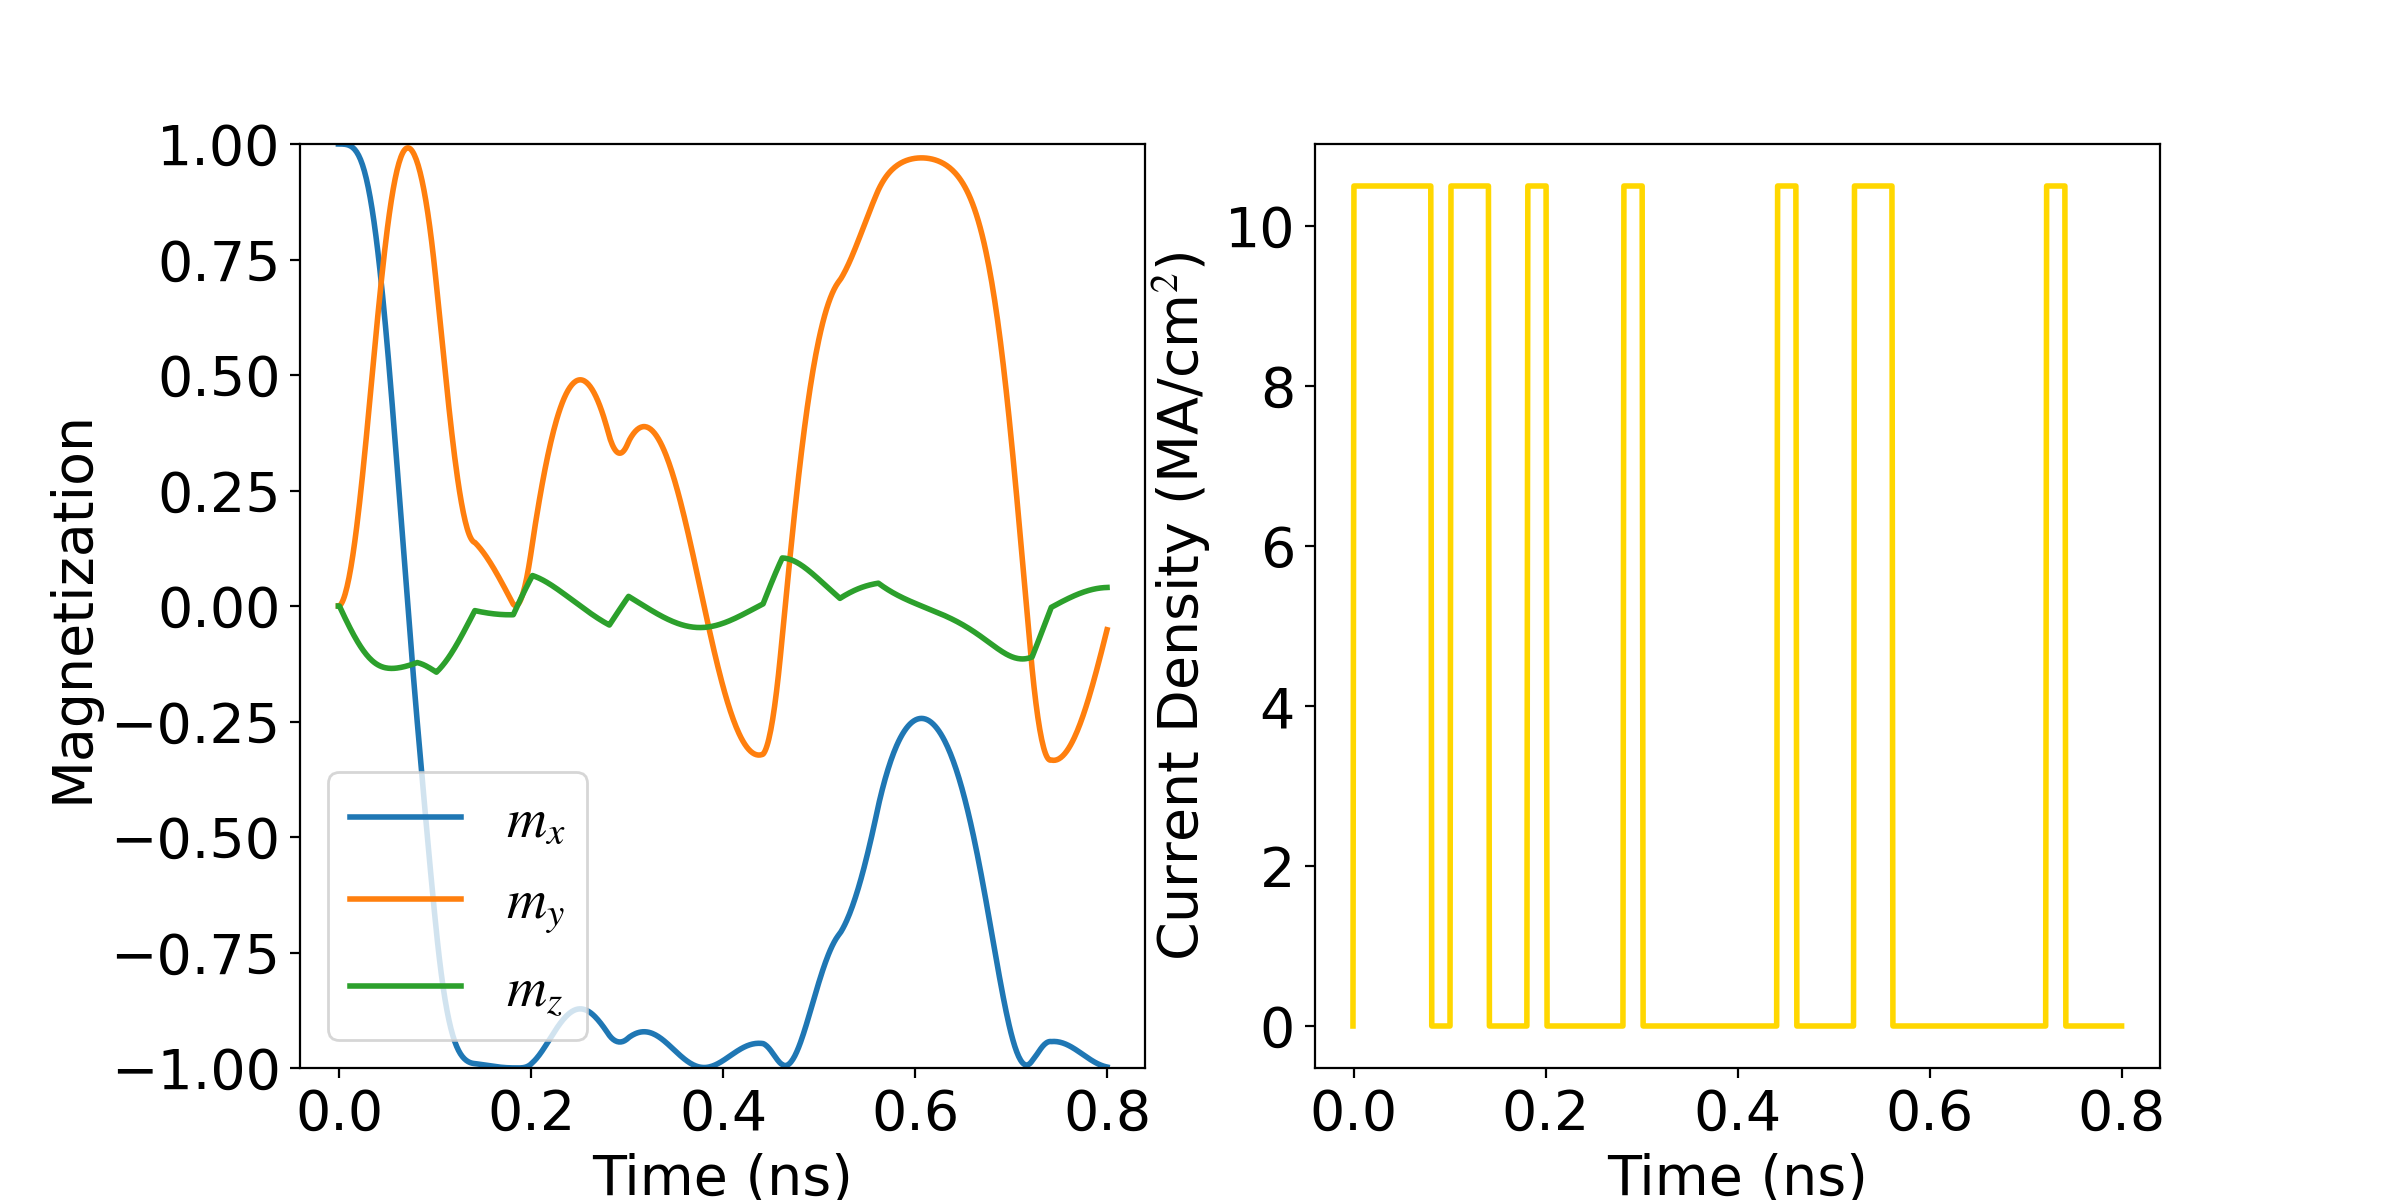 Magnetization
1.00
0.75
0.50
0.25
0.00
−0.25
−0.50
−0.75
−1.00
m_x
m_y
m_z
0.0 0.2 0.4 0.6 0.8
Time (ns)
Current Density (MA/cm²)
10
8
6
4
2
0
0.0 0.2 0.4 0.6 0.8
Time (ns)